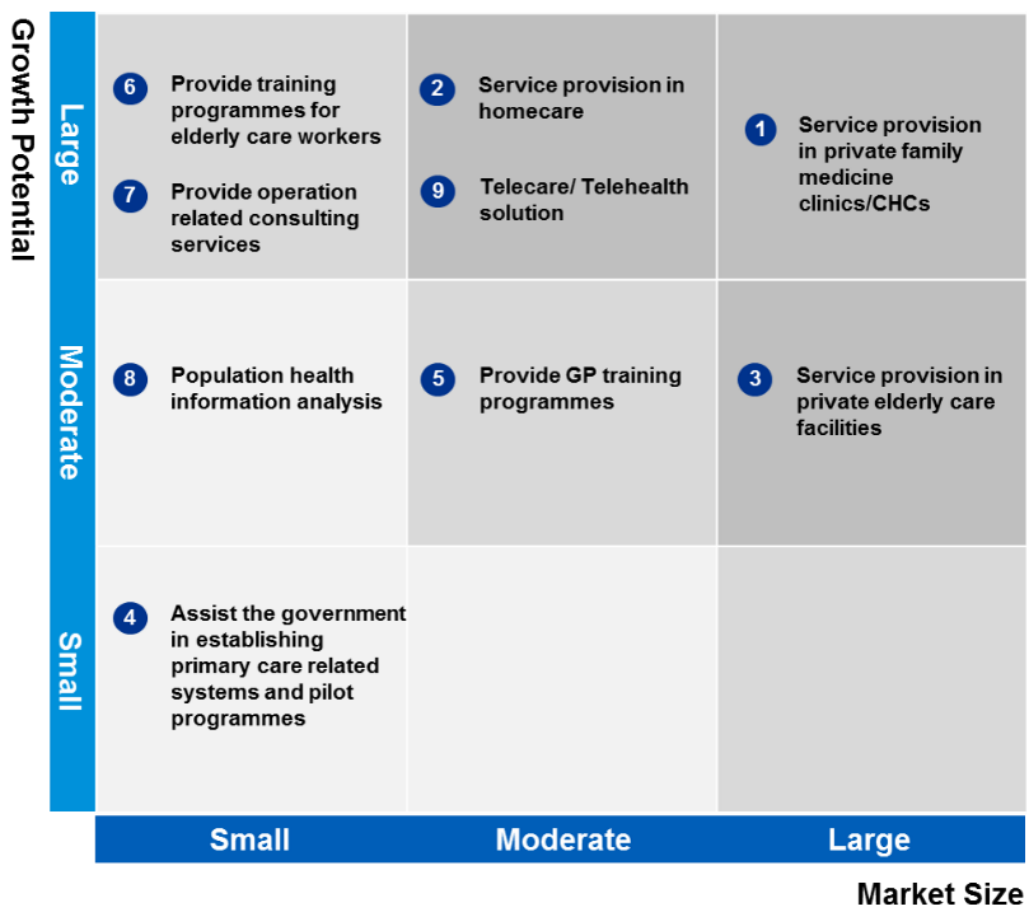 Growth Potential
Large
6
Provide training
programmes for
elderly care workers
7
Provide operation
related consulting
services
2
Service provision in
homecare
9
Telecare/ Telehealth
solution
1
Service provision
in private family
medicine
clinics/CHCs
Moderate
8
Population health
information analysis
5
Provide GP training
programmes
3
Service provision in
private elderly care
facilities
Small
4
Assist the government
in establishing
primary care related
systems and pilot
programmes
Small
Moderate
Large
Market Size